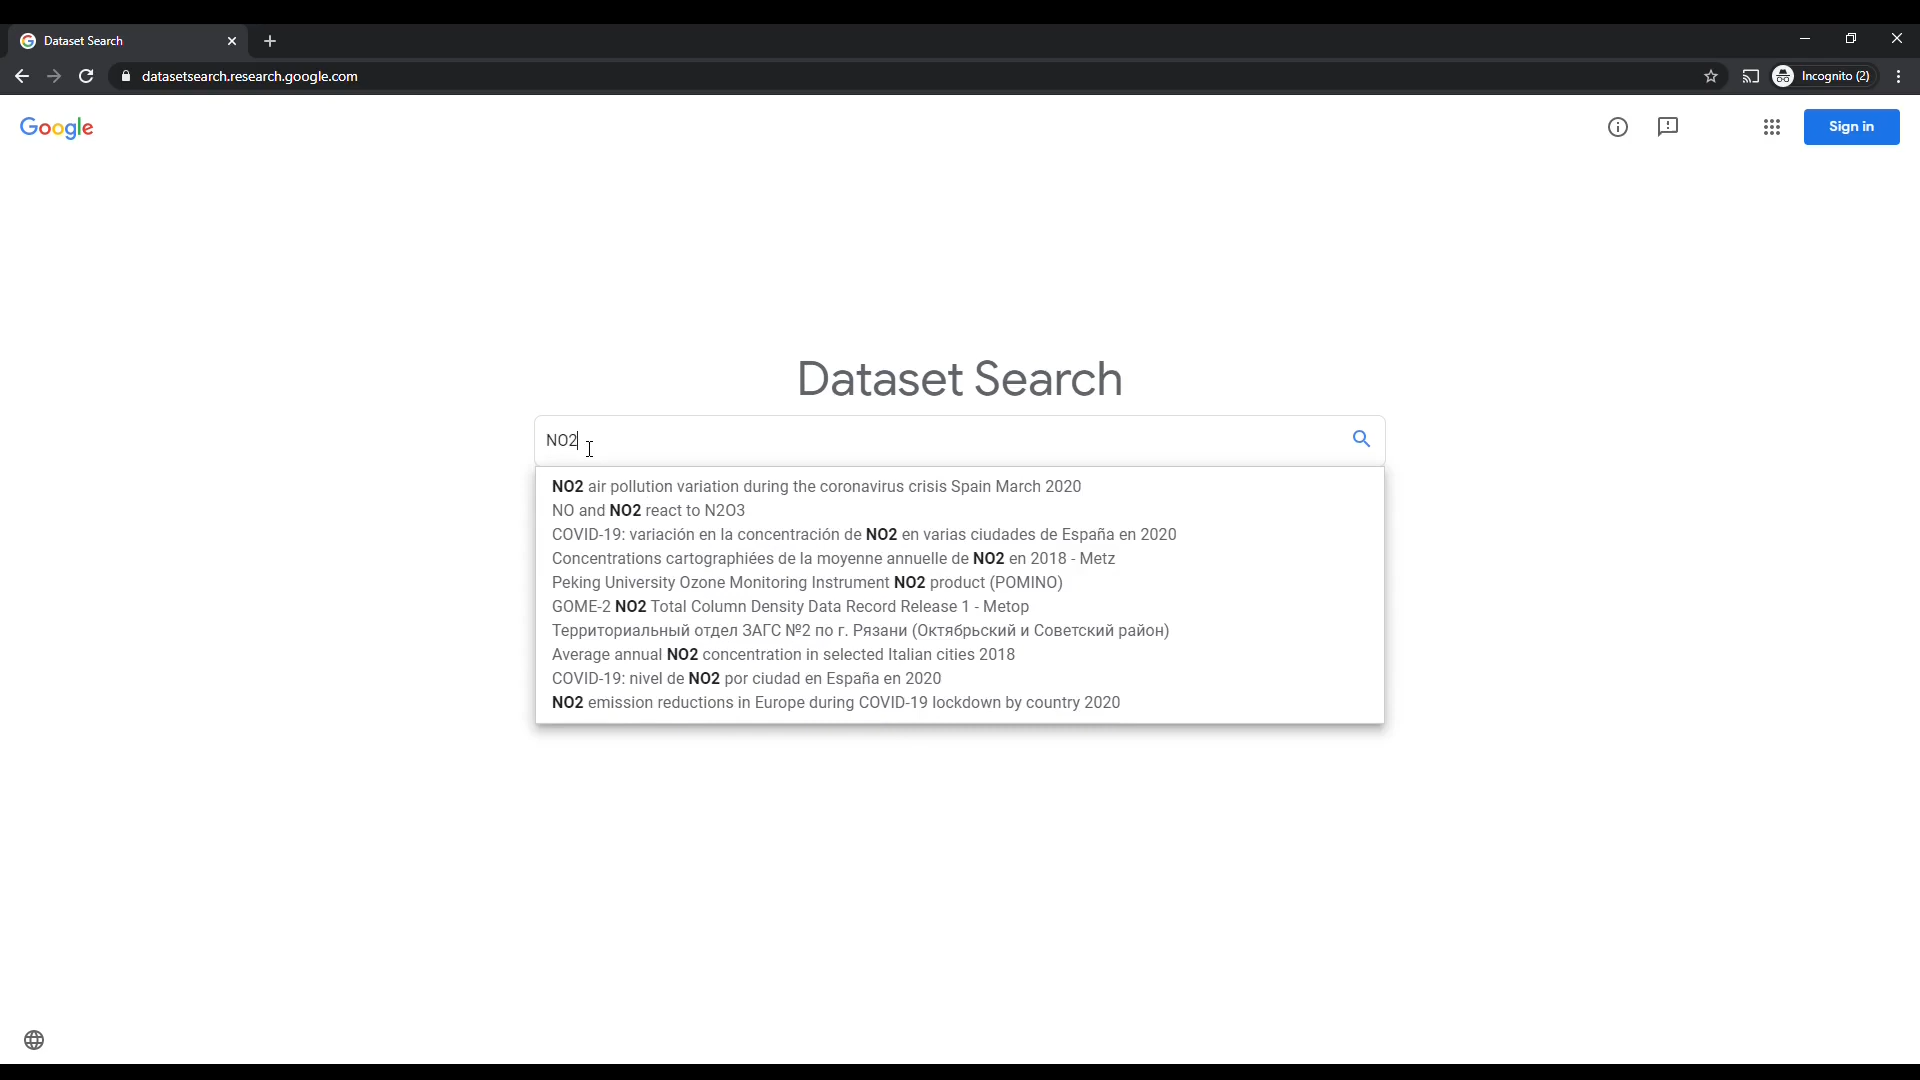 Dataset Search
datasetsearch.research.google.com
Incognito (2)
Google
Sign in
Dataset Search
NO2
NO2 air pollution variation during the coronavirus crisis Spain March 2020
NO and NO2 react to N2O3
COVID-19: variación en la concentración de NO2 en varias ciudades de España en 2020
Concentrations cartographiées de la moyenne annuelle de NO2 en 2018 - Metz
Peking University Ozone Monitoring Instrument NO2 product (POMINO)
GOME-2 NO2 Total Column Density Data Record Release 1 - Metop
Территориальный отдел ЗАГС №2 по г. Рязани (Октябрьский и Советский район)
Average annual NO2 concentration in selected Italian cities 2018
COVID-19: nivel de NO2 por ciudad en España en 2020
NO2 emission reductions in Europe during COVID-19 lockdown by country 2020